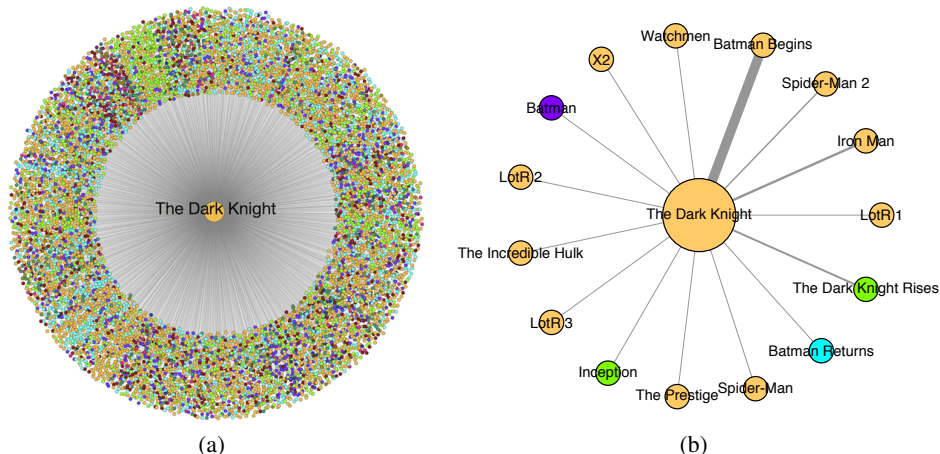 The Dark Knight
(a)
Watchmen
Batman Begins
X2
Spider-Man 2
Batman
Iron Man
LotR 2
The Dark Knight
LotR 1
The Incredible Hulk
The Dark Knight Rises
LotR 3
Batman Returns
Inception
The Prestige
Spider-Man
(b)